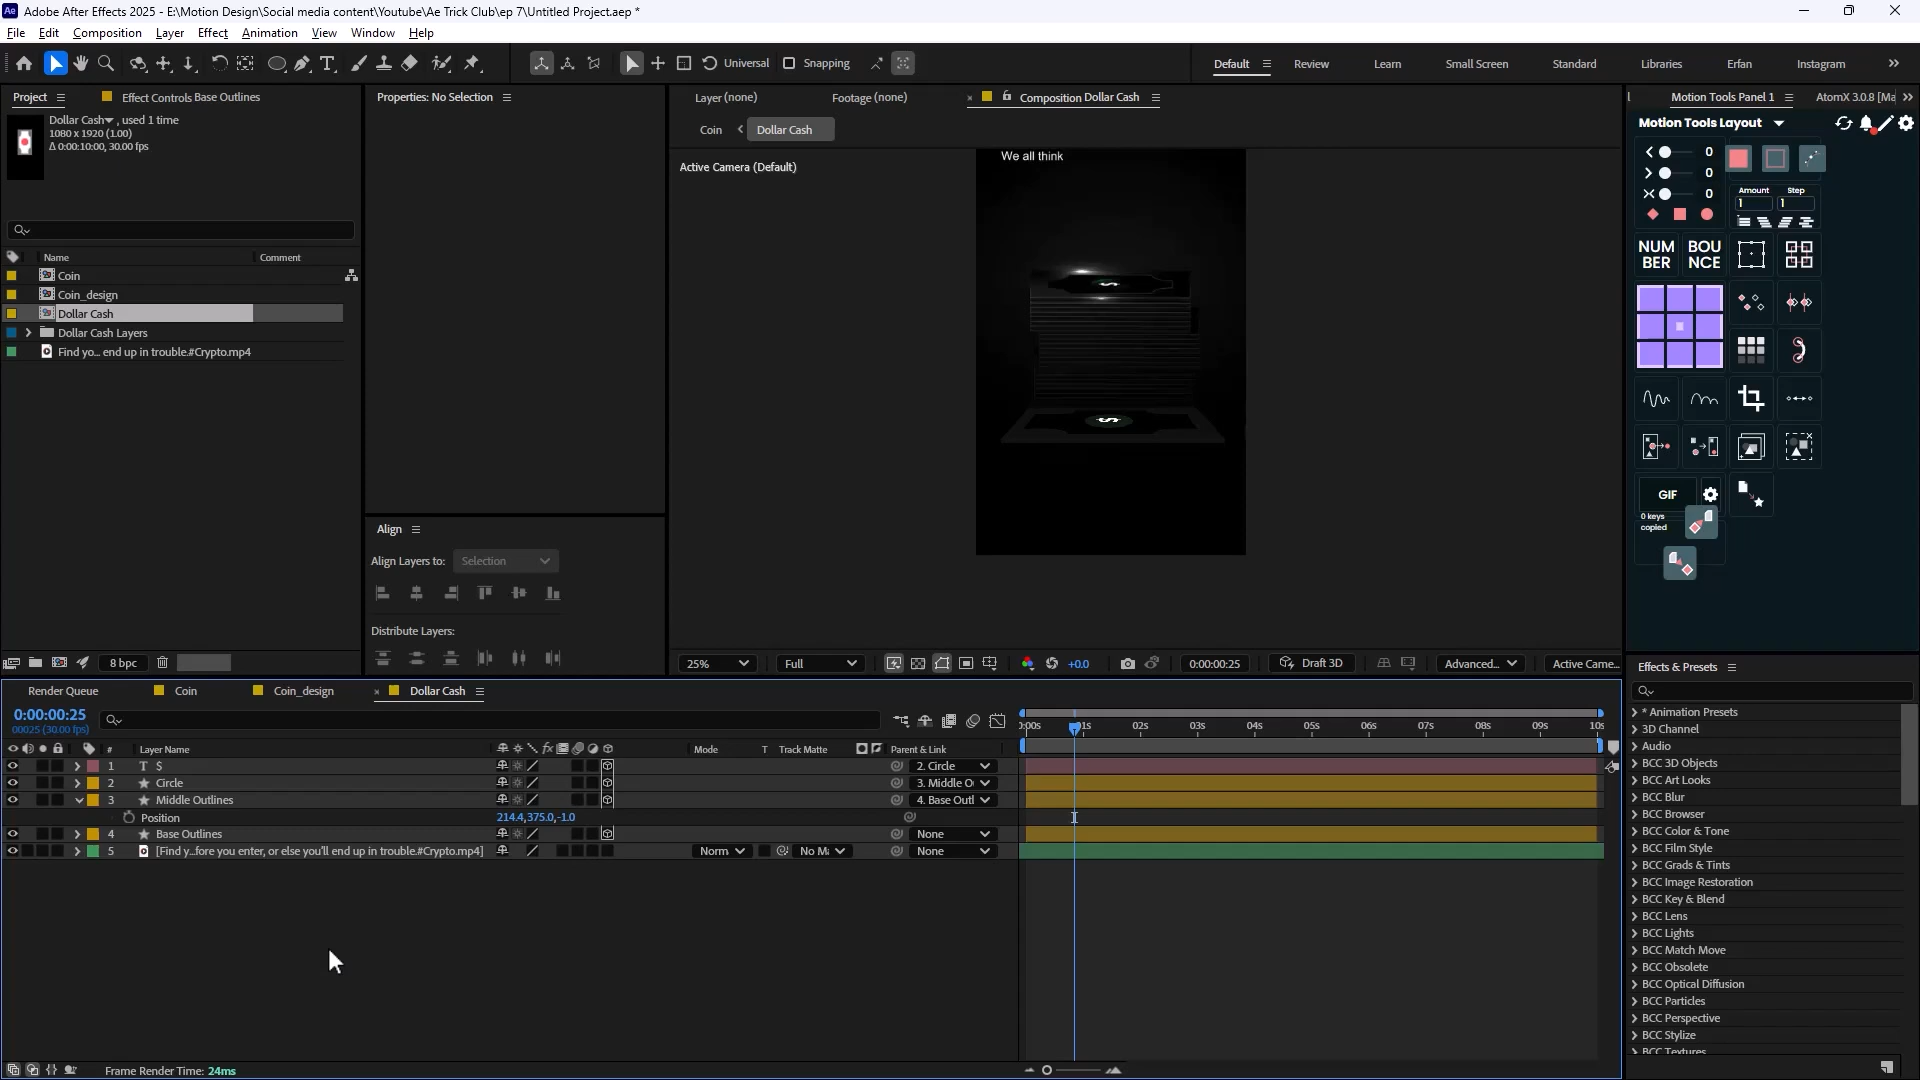 Adobe After Effects 2025 - E:\Motion Design\Social media content\Youtube\Ae Trick Club\ep 7\Untitled Project.aep *
File Edit Composition Layer Effect Animation View Window Help
Universal Snapping
Default Review Learn Small Screen Standard Libraries Erfan Instagram
Project Effect Controls Base Outlines
Dollar Cash , used 1 time
1080 x 1920 (1.00)
Δ 0:00:10:00, 30.00 fps
Name Comment
Coin
Coin_design
Dollar Cash
Dollar Cash Layers
Find yo... end up in trouble.#Crypto.mp4
8 bpc
Properties: No Selection
Align
Align Layers to: Selection
Distribute Layers:
Layer (none) Footage (none) Composition Dollar Cash
Coin Dollar Cash
Active Camera (Default)
We all think
$
$
25% Full +0.0 0:00:00:25 Draft 3D Advanced... Active Came...
Motion Tools Panel 1 AtomX 3.0.8 [Ma
Motion Tools Layout
0
0
0
Amount Step
1 1
NUM
BER
BOU
NCE
GIF
0 keys
copied
Effects & Presets
* Animation Presets
3D Channel
Audio
BCC 3D Objects
BCC Art Looks
BCC Blur
BCC Browser
BCC Color & Tone
BCC Film Style
BCC Grads & Tints
BCC Image Restoration
BCC Key & Blend
BCC Lens
BCC Lights
BCC Match Move
BCC Obsolete
BCC Optical Diffusion
BCC Particles
BCC Perspective
BCC Stylize
BCC Textures
Render Queue Coin Coin_design Dollar Cash
0:00:00:25
00025 (30.00 fps)
# Layer Name Mode T Track Matte Parent & Link
1 T $ 2. Circle
2 Circle 3. Middle O
3 Middle Outlines 4. Base Outl
Position 214.4,375.0,-1.0
4 Base Outlines None
5 [Find y...fore you enter, or else you'll end up in trouble.#Crypto.mp4] Norm No Ma None
:00s 01s 02s 03s 04s 05s 06s 07s 08s 09s 10s
Frame Render Time: 24ms